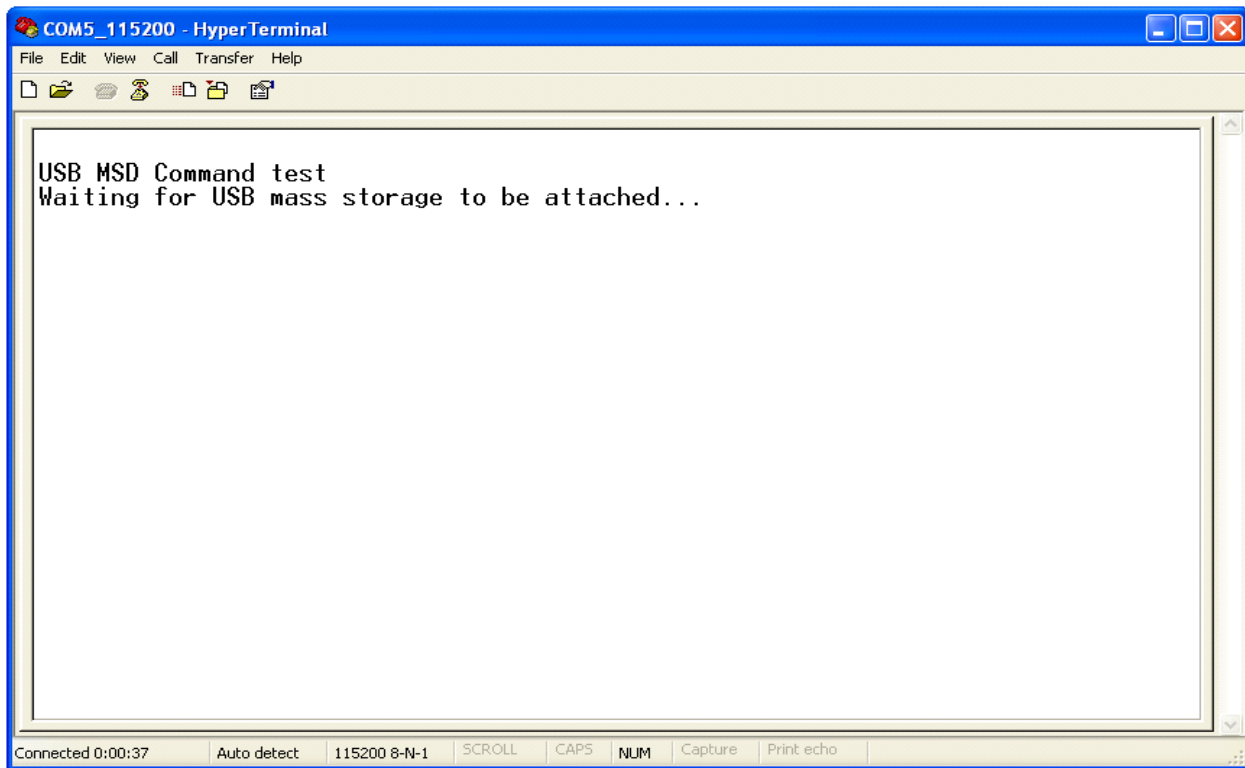 COM5_115200 - HyperTerminal
File Edit View Call Transfer Help
USB MSD Command test
Waiting for USB mass storage to be attached...
Connected 0:00:37 Auto detect 115200 8-N-1 SCROLL CAPS NUM Capture Print echo